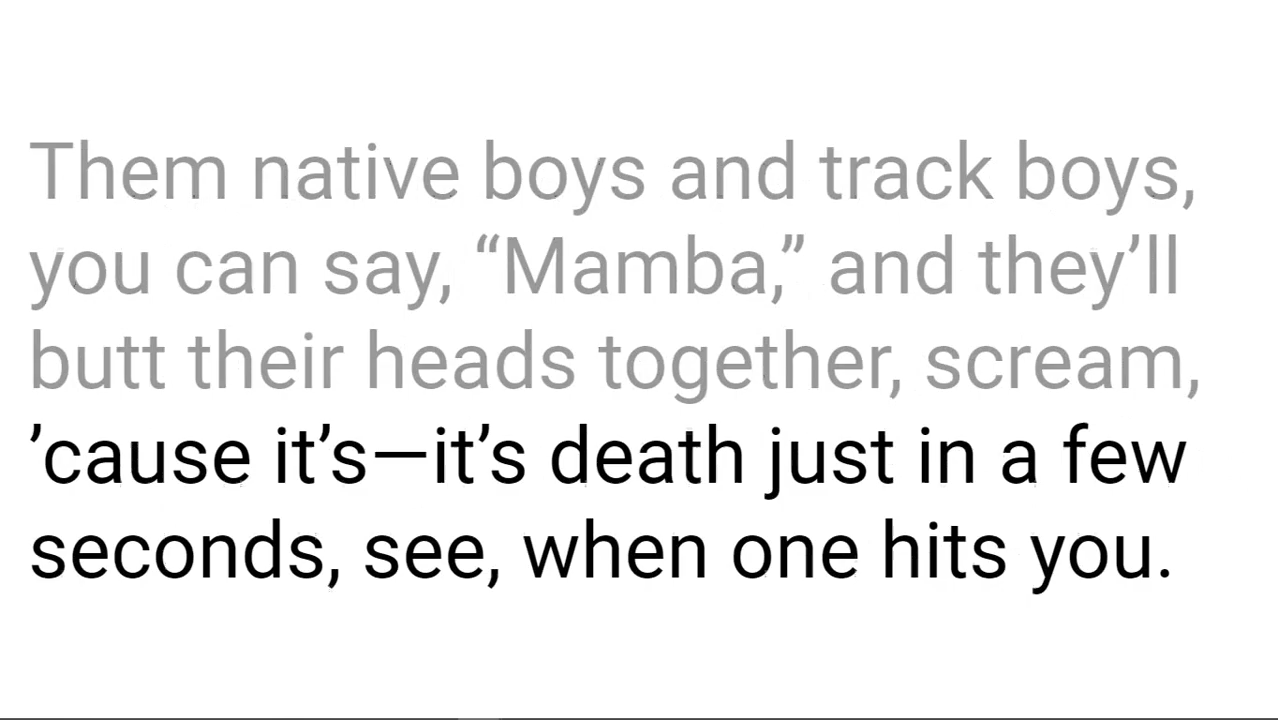 Them native boys and track boys,
you can say, “Mamba,” and they’ll
butt their heads together, scream,
’cause it’s—it’s death just in a few
seconds, see, when one hits you.